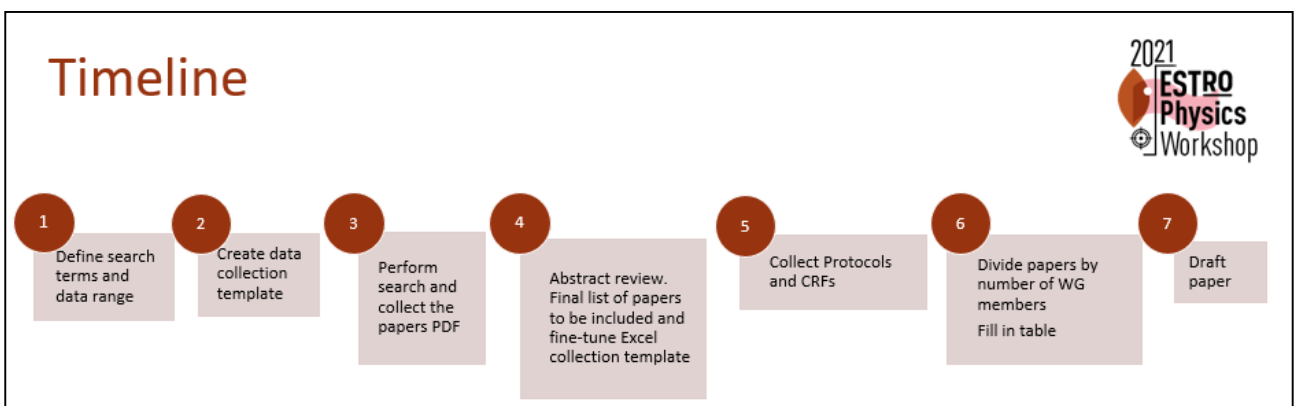 Timeline
2021
ESTRO
Physics
Workshop
1
Define search
terms and
data range
2
Create data
collection
template
3
Perform
search and
collect the
papers PDF
4
Abstract review.
Final list of papers
to be included and
fine-tune Excel
collection template
5
Collect Protocols
and CRFs
6
Divide papers by
number of WG
members
Fill in table
7
Draft
paper